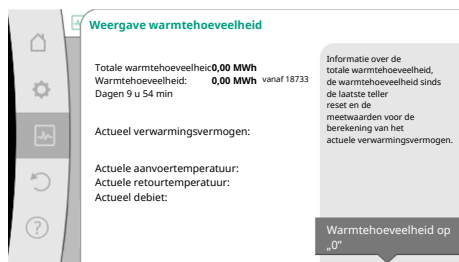 Weergave warmtehoeveelheid
Totale warmtehoeveleic0,00 MWh
Warmtehoeveelheid: 0,00 MWh vanaf 18733
Dagen 9 u 54 min
Actueel verwarmingsvermogen:
Actuele aanvoertemperatuur:
Actuele retourtemperatuur:
Actueel debiet:
Informatie over de
totale warmtehoeveelheid,
de warmtehoeveelheid sinds
de laatste teller
reset en de
meetwaarden voor de
berekening van het
actuele verwarmingsvermogen.
Warmtehoeveelheid op
„0”
?